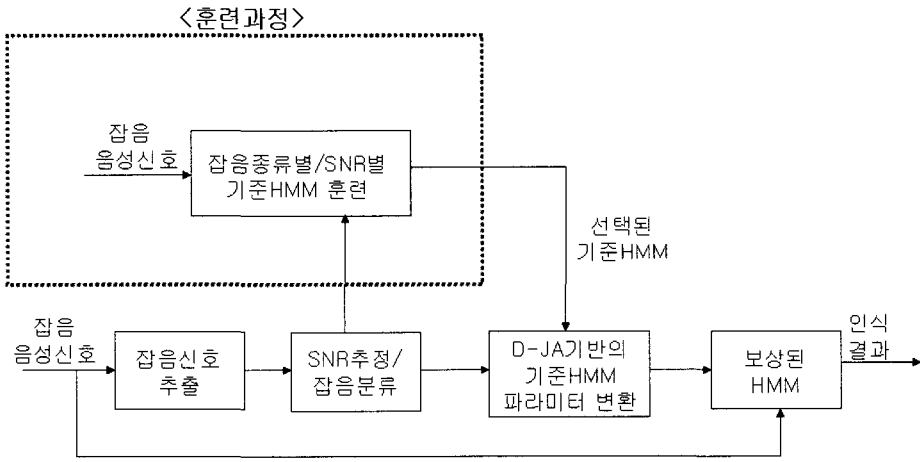 <훈련과정>
잡음
음성신호
잡음종류별/SNR별
기준HMM 훈련
선택된
기준HMM
잡음
음성신호
잡음신호
추출
SNR추정/
잡음분류
D-JA기반의
기준HMM
파라미터 변환
보상된
HMM
인식
결과